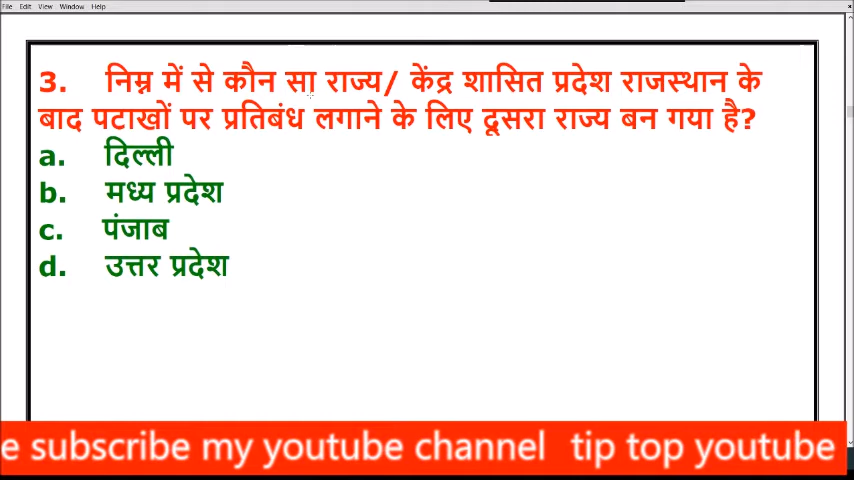 File Edit View Window Help
3. निम्न में से कौन सा राज्य/ केंद्र शासित प्रदेश राजस्थान के
बाद पटाखों पर प्रतिबंध लगाने के लिए दूसरा राज्य बन गया है?
a. दिल्ली
b. मध्य प्रदेश
c. पंजाब
d. उत्तर प्रदेश
e subscribe my youtube channel tip top youtube